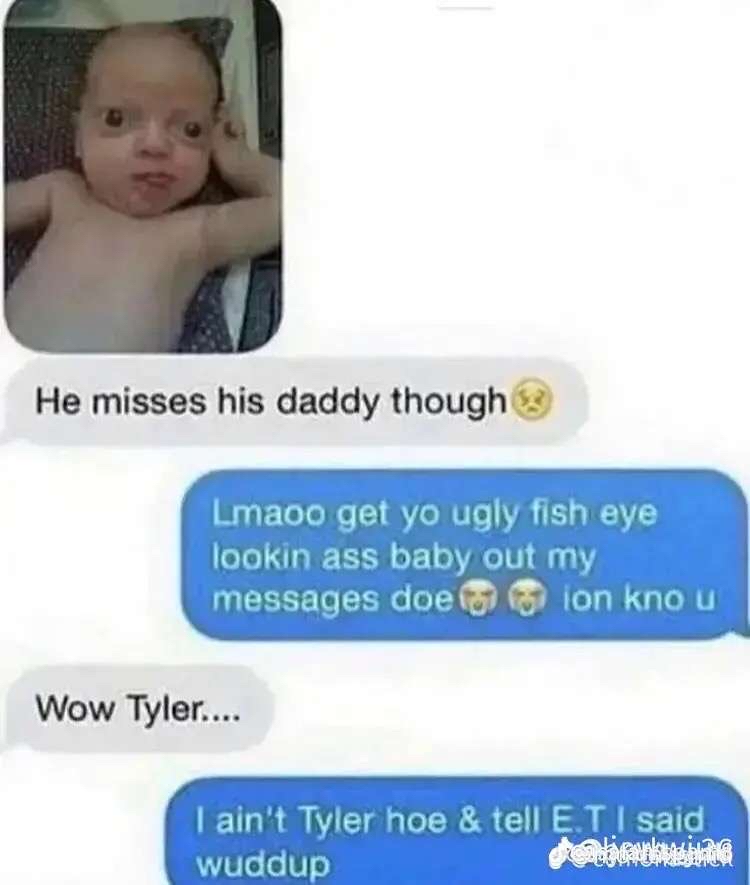 He misses his daddy though😣
Lmaoo get yo ugly fish eye
lookin ass baby out my
messages doe😭😭 ion kno u
Wow Tyler....
I ain't Tyler hoe & tell E.T I said
wuddup